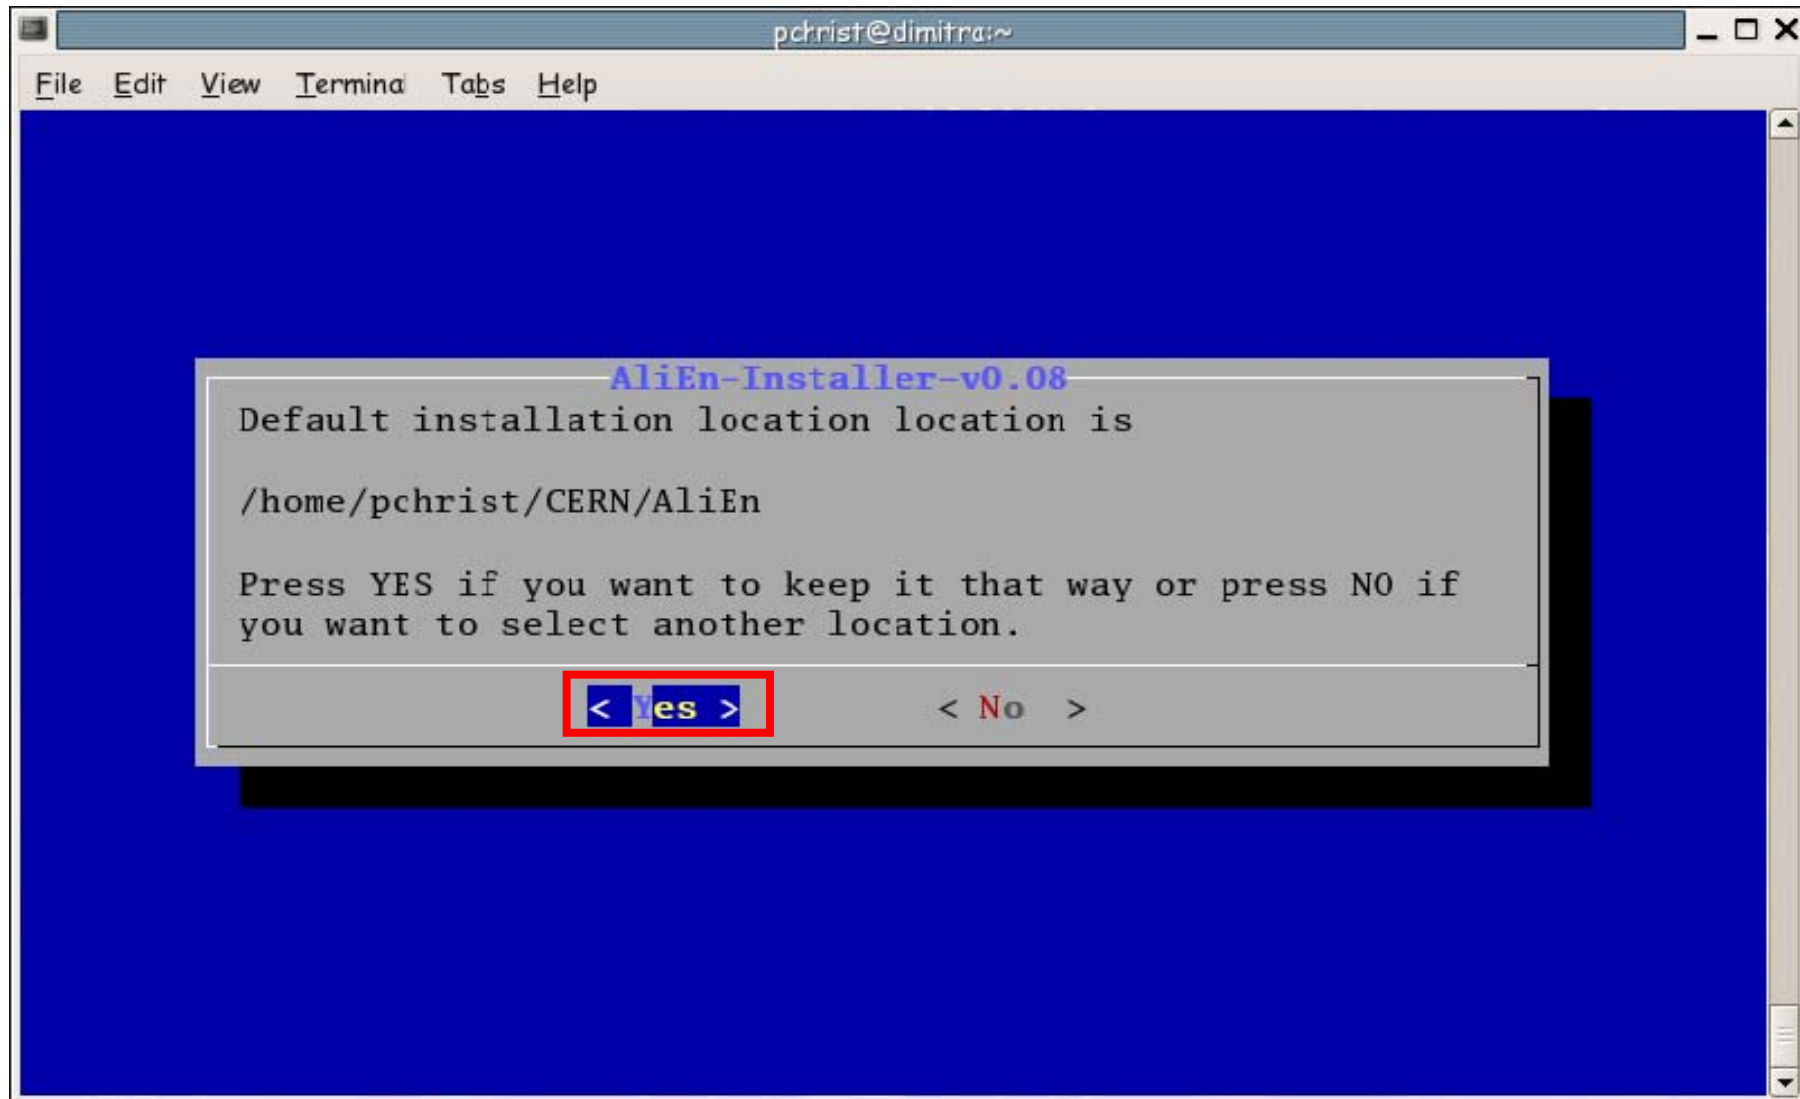 pchrist@dimitra:~
File Edit View Terminal Tabs Help
AliEn-Installer-v0.08
Default installation location location is
/home/pchrist/CERN/AliEn
Press YES if you want to keep it that way or press NO if
you want to select another location.
< Yes > < No >